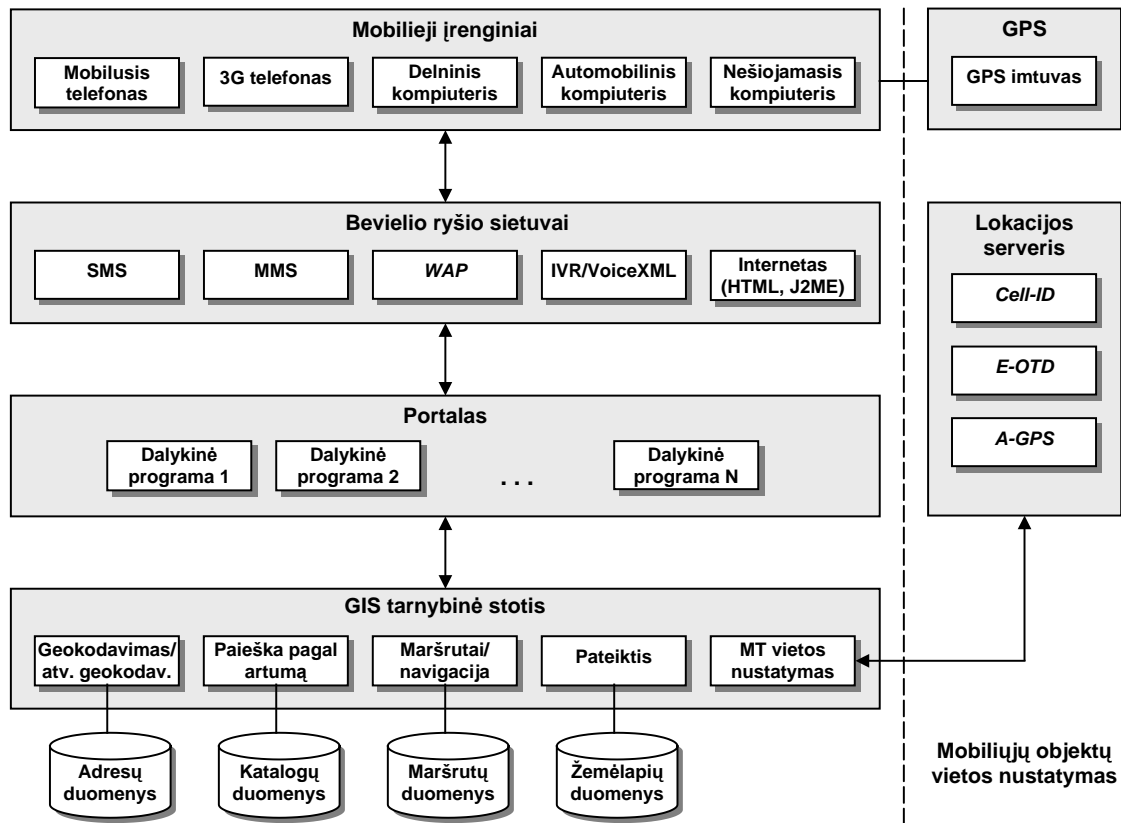 Mobilieji įrenginiai
Mobilusis
telefonas
3G telefonas
Delninis
kompiuteris
Automobilinis
kompiuteris
Nešiojamasis
kompiuteris
GPS
GPS imtuvas
Bevielio ryšio sietuvai
SMS
MMS
WAP
IVR/VoiceXML
Internetas
(HTML, J2ME)
Lokacijos
serveris
Cell-ID
E-OTD
A-GPS
Portalas
Dalykinė
programa 1
Dalykinė
programa 2
. . .
Dalykinė
programa N
GIS tarnybinė stotis
Geokodavimas/
atv. geokodav.
Paieška pagal
artumą
Maršrutai/
navigacija
Pateiktis
MT vietos
nustatymas
Adresų
duomenys
Katalogų
duomenys
Maršrutų
duomenys
Žemėlapių
duomenys
Mobiliųjų objektų
vietos nustatymas